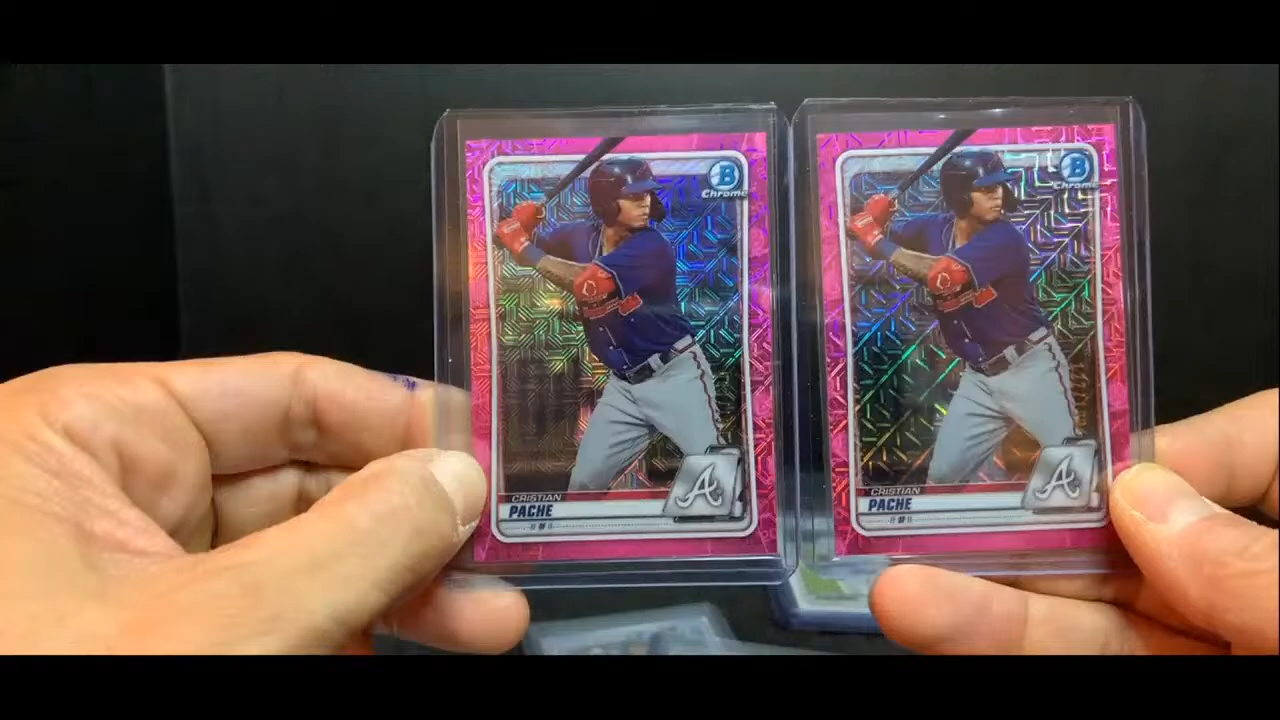 B
Chrome
CRISTIAN
PACHE
A
B
Chrome
CRISTIAN
PACHE
A